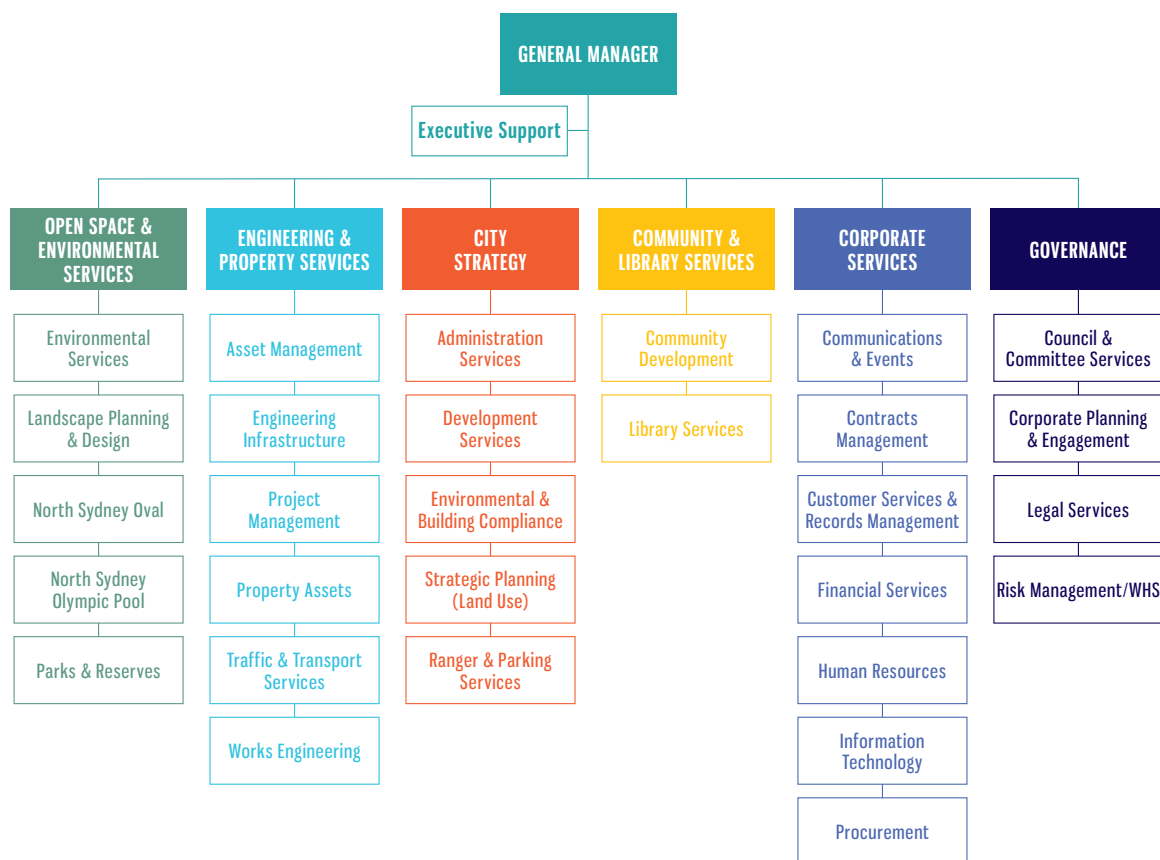 GENERAL MANAGER
Executive Support
OPEN SPACE &
ENVIRONMENTAL
SERVICES
Environmental
Services
Landscape Planning
& Design
North Sydney Oval
North Sydney
Olympic Pool
Parks & Reserves
ENGINEERING &
PROPERTY SERVICES
Asset Management
Engineering
Infrastructure
Project
Management
Property Assets
Traffic & Transport
Services
Works Engineering
CITY
STRATEGY
Administration
Services
Development
Services
Environmental &
Building Compliance
Strategic Planning
(Land Use)
Ranger & Parking
Services
COMMUNITY &
LIBRARY SERVICES
Community
Development
Library Services
CORPORATE
SERVICES
Communications
& Events
Contracts
Management
Customer Services &
Records Management
Financial Services
Human Resources
Information
Technology
Procurement
GOVERNANCE
Council &
Committee Services
Corporate Planning
& Engagement
Legal Services
Risk Management/WHS